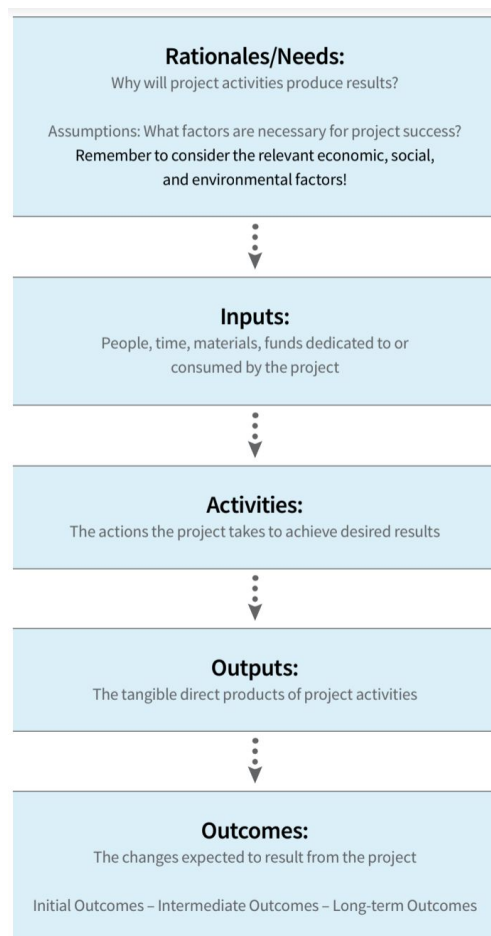 Rationales/Needs:
Why will project activities produce results?
Assumptions: What factors are necessary for project success?
Remember to consider the relevant economic, social,
and environmental factors!
Inputs:
People, time, materials, funds dedicated to or
consumed by the project
Activities:
The actions the project takes to achieve desired results
Outputs:
The tangible direct products of project activities
Outcomes:
The changes expected to result from the project
Initial Outcomes – Intermediate Outcomes – Long-term Outcomes